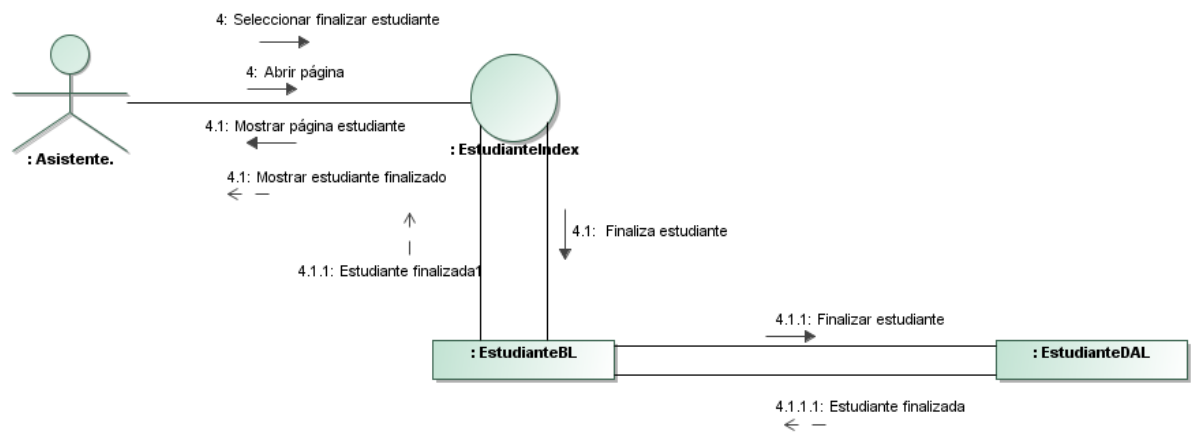 4: Seleccionar finalizar estudiante
4: Abrir página
4.1: Mostrar página estudiante
: EstudianteIndex
: Asistente.
4.1: Mostrar estudiante finalizado
4.1: Finaliza estudiante
4.1.1: Estudiante finalizada1
4.1.1: Finalizar estudiante
: EstudianteBL
: EstudianteDAL
4.1.1.1: Estudiante finalizada